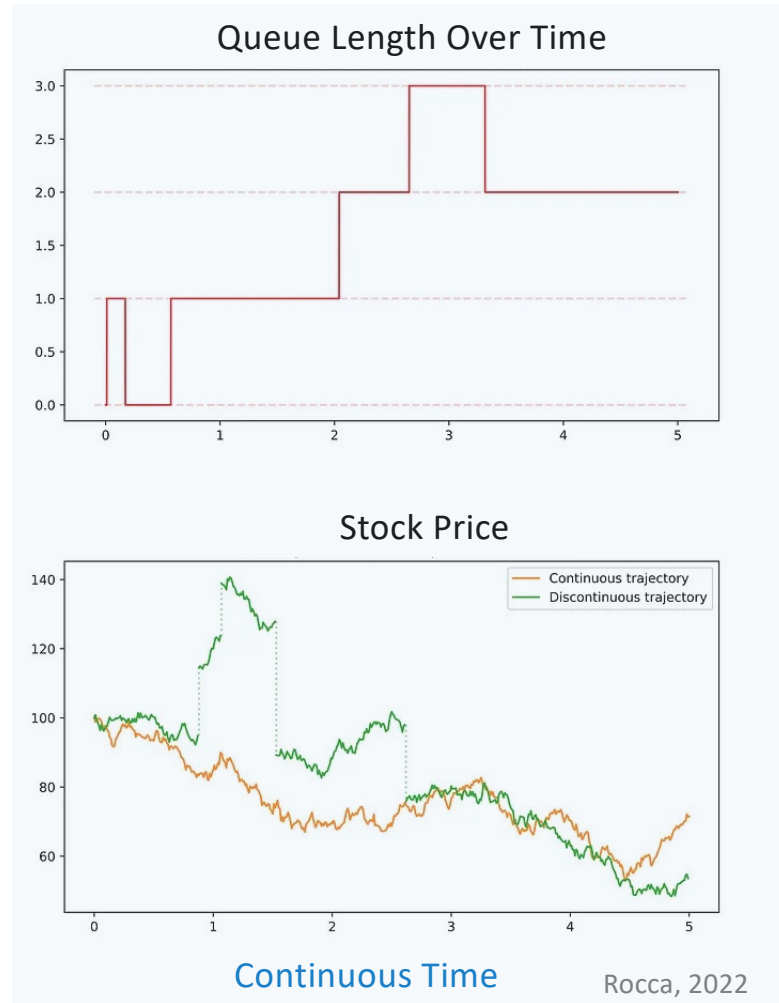 Queue Length Over Time
3.0
2.5
2.0
1.5
1.0
0.5
0.0
0 1 2 3 4 5
Stock Price
Continuous trajectory
Discontinuous trajectory
140
120
100
80
60
0 1 2 3 4 5
Continuous Time
Rocca, 2022